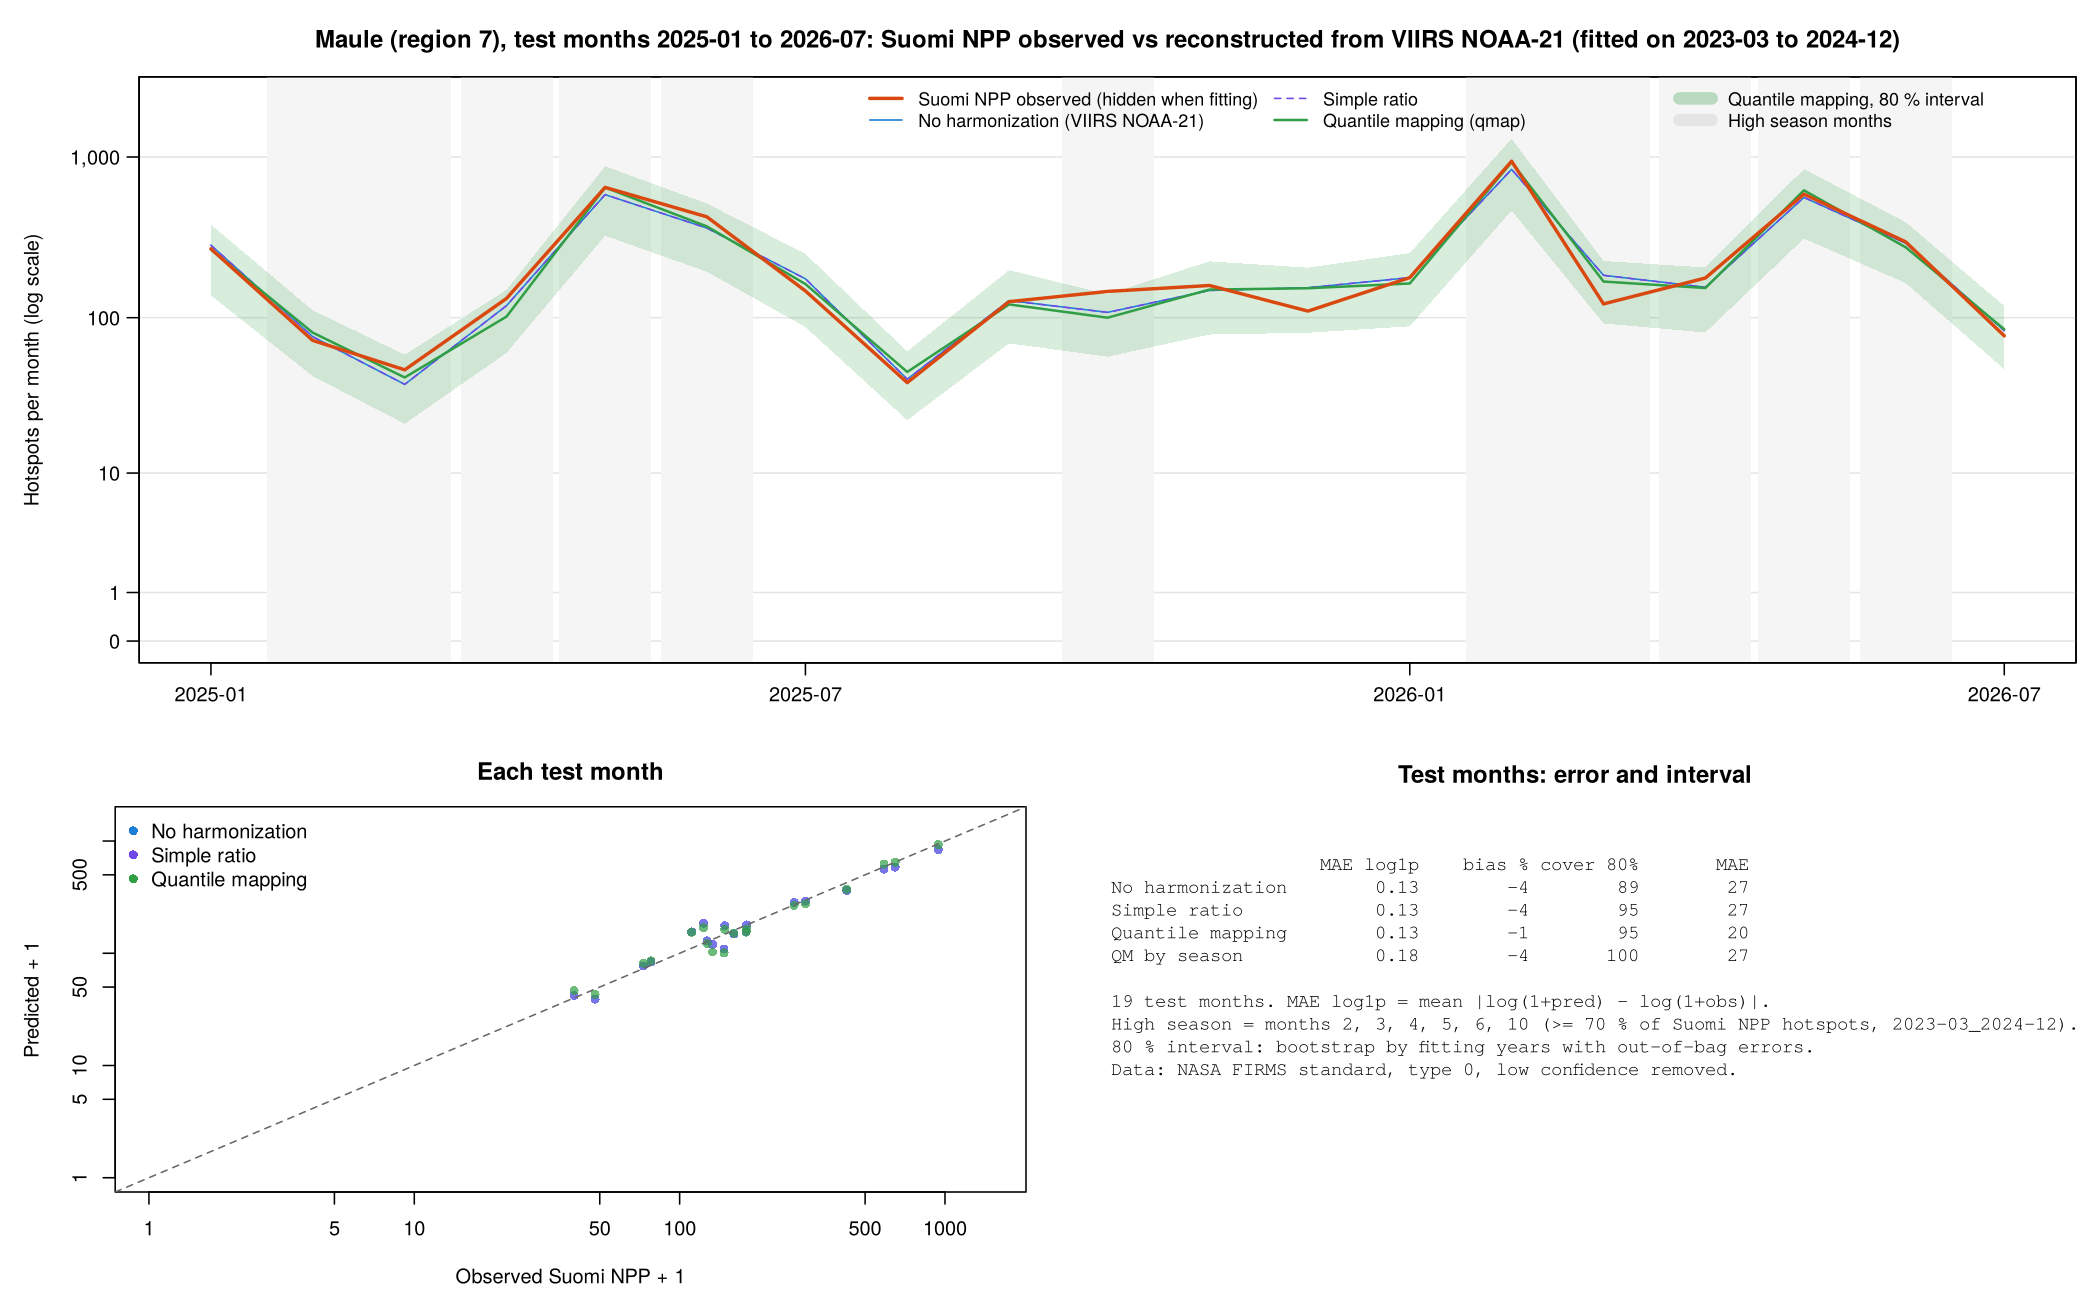 Maule (region 7), test months 2025-01 to 2026-07: Suomi NPP observed vs reconstructed from VIIRS NOAA-21 (fitted on 2023-03 to 2024-12)
Suomi NPP observed (hidden when fitting)
No harmonization (VIIRS NOAA-21)
Simple ratio
Quantile mapping (qmap)
Quantile mapping, 80 % interval
High season months
Hotspots per month (log scale)
1,000
100
10
1
0
2025-01 2025-07 2026-01 2026-07
Each test month
No harmonization
Simple ratio
Quantile mapping
Predicted + 1
500
50
10
5
1
1 5 10 50 100 500 1000
Observed Suomi NPP + 1
Test months: error and interval
MAE log1p bias % cover 80% MAE
No harmonization 0.13 -4 89 27
Simple ratio 0.13 -4 95 27
Quantile mapping 0.13 -1 95 20
QM by season 0.18 -4 100 27
19 test months. MAE log1p = mean |log(1+pred) - log(1+obs)|.
High season = months 2, 3, 4, 5, 6, 10 (>= 70 % of Suomi NPP hotspots, 2023-03_2024-12).
80 % interval: bootstrap by fitting years with out-of-bag errors.
Data: NASA FIRMS standard, type 0, low confidence removed.